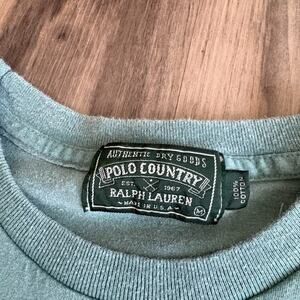 AUTHENTIC DRY GOODS
POLO COUNTRY
EST. 1967
RALPH LAUREN
MADE IN U.S.A.
M
100%
COTTON